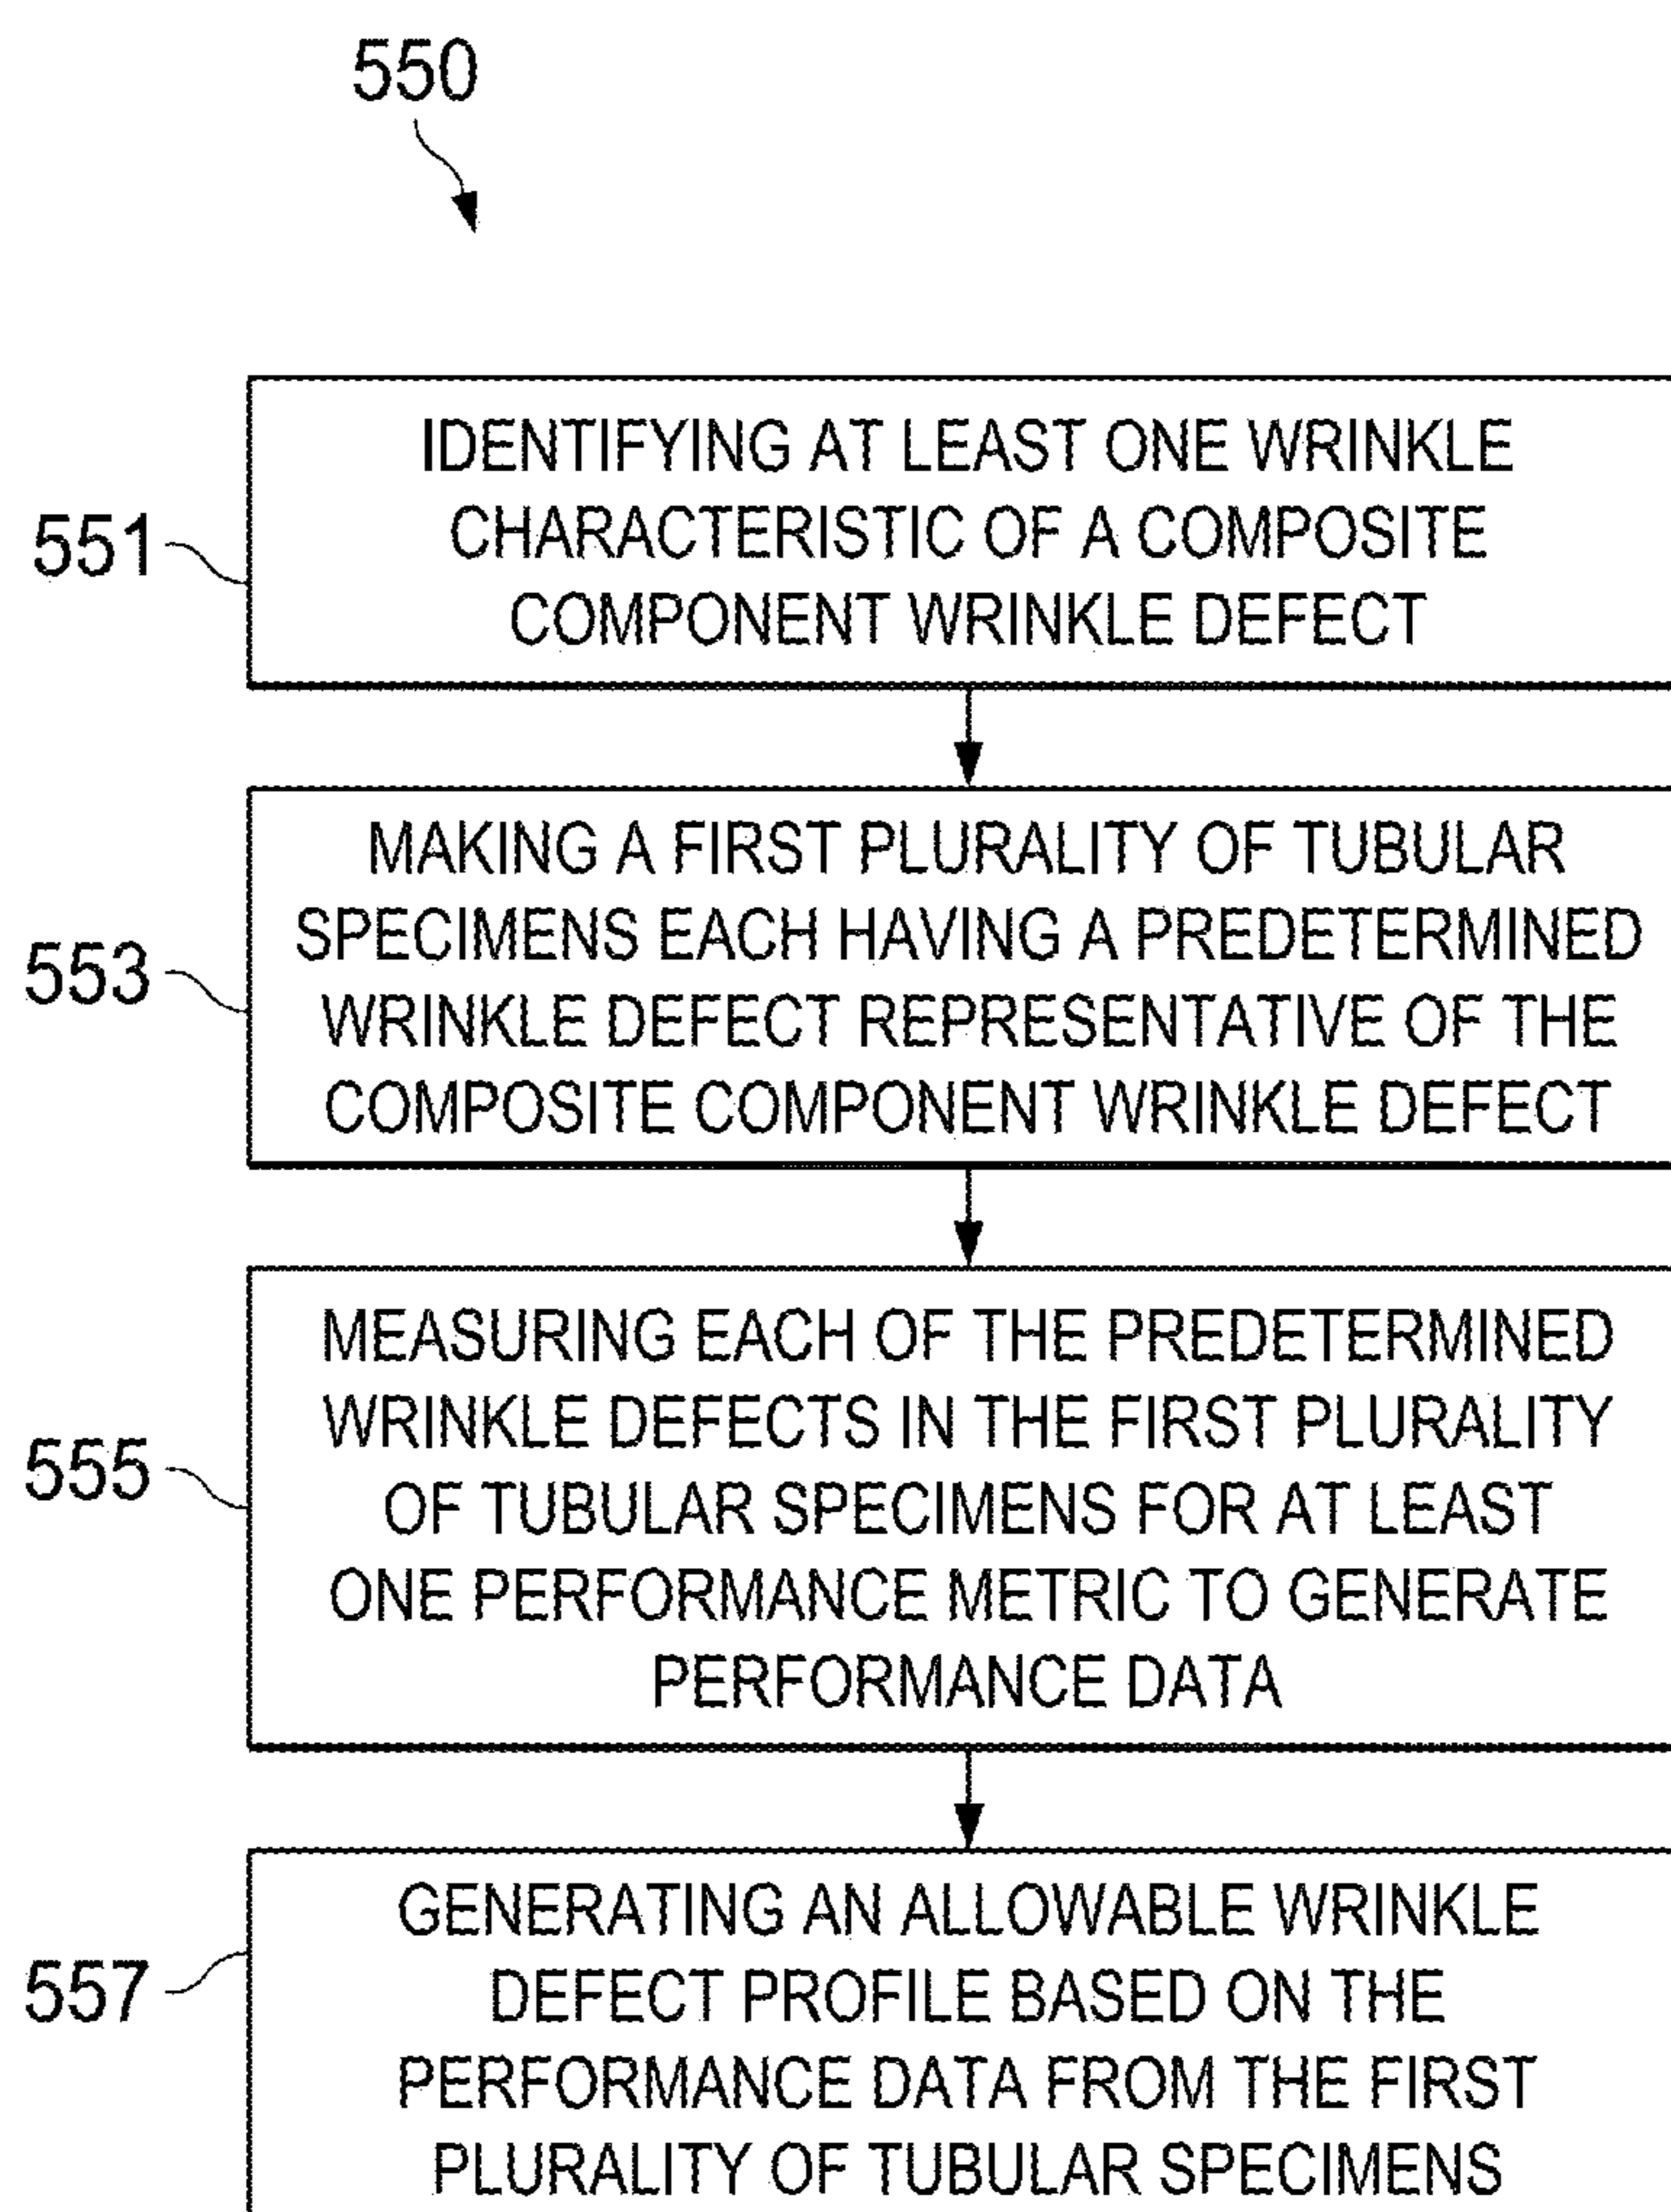 550
551
IDENTIFYING AT LEAST ONE WRINKLE
CHARACTERISTIC OF A COMPOSITE
COMPONENT WRINKLE DEFECT
553
MAKING A FIRST PLURALITY OF TUBULAR
SPECIMENS EACH HAVING A PREDETERMINED
WRINKLE DEFECT REPRESENTATIVE OF THE
COMPOSITE COMPONENT WRINKLE DEFECT
555
MEASURING EACH OF THE PREDETERMINED
WRINKLE DEFECTS IN THE FIRST PLURALITY
OF TUBULAR SPECIMENS FOR AT LEAST
ONE PERFORMANCE METRIC TO GENERATE
PERFORMANCE DATA
557
GENERATING AN ALLOWABLE WRINKLE
DEFECT PROFILE BASED ON THE
PERFORMANCE DATA FROM THE FIRST
PLURALITY OF TUBULAR SPECIMENS